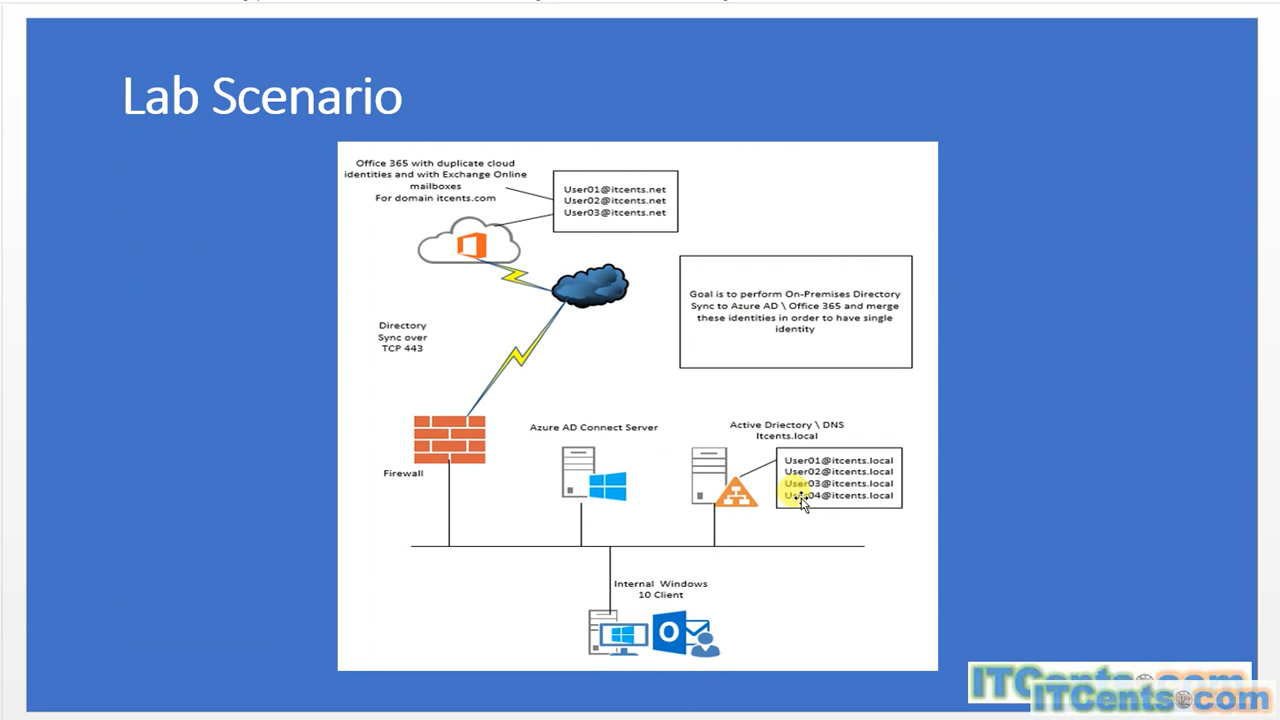 Lab Scenario
Office 365 with duplicate cloud
identities and with Exchange Online
mailboxes
For domain itcents.com
User01@itcents.net
User02@itcents.net
User03@itcents.net
Goal is to perform On-Premises Directory
Sync to Azure AD \ Office 365 and merge
these identities in order to have single
identity
Directory
Sync over
TCP 443
Firewall
Azure AD Connect Server
Active Driectory \ DNS
Itcents.local
User01@itcents.local
User02@itcents.local
User03@itcents.local
User04@itcents.local
Internal Windows
10 Client
ITCents.com
ITCents.com